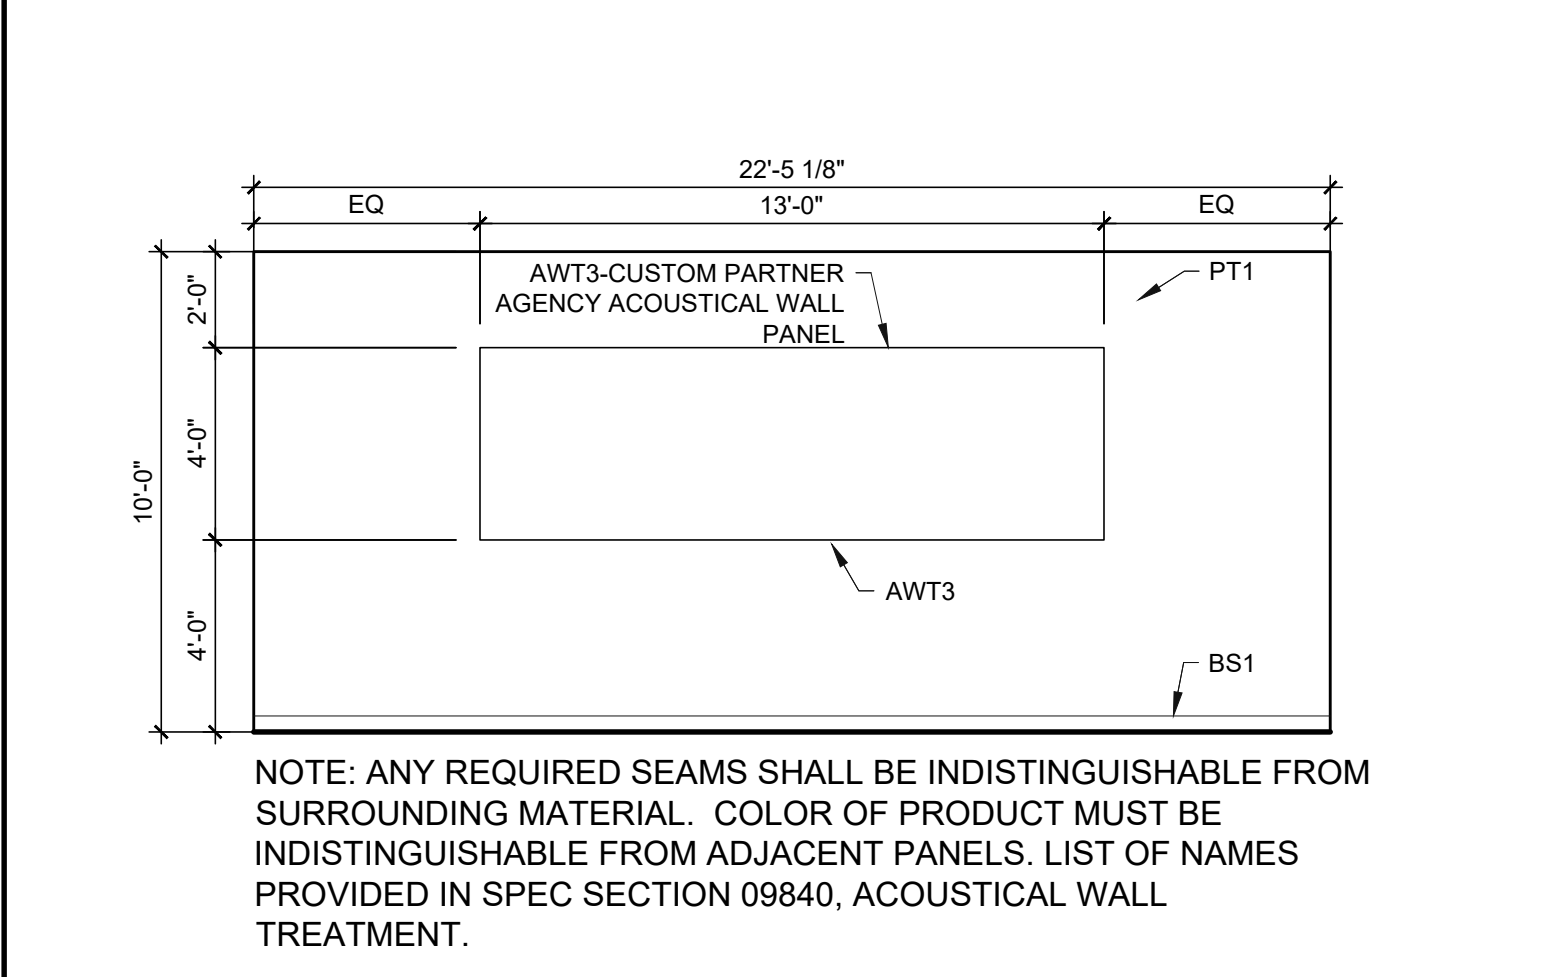 22'-5 1/8"
EQ
13'-0"
EQ
AWT3-CUSTOM PARTNER
AGENCY ACOUSTICAL WALL
PANEL
PT1
2'-0"
4'-0"
10'-0"
4'-0"
AWT3
BS1
NOTE: ANY REQUIRED SEAMS SHALL BE INDISTINGUISHABLE FROM
SURROUNDING MATERIAL.  COLOR OF PRODUCT MUST BE
INDISTINGUISHABLE FROM ADJACENT PANELS. LIST OF NAMES
PROVIDED IN SPEC SECTION 09840, ACOUSTICAL WALL
TREATMENT.